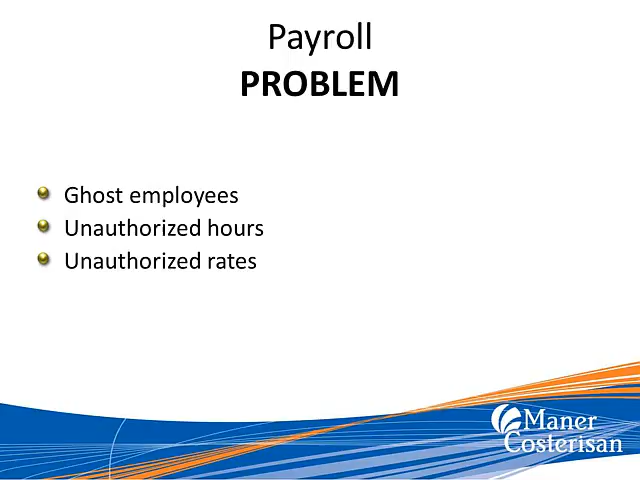 Payroll
PROBLEM
Ghost employees
Unauthorized hours
Unauthorized rates
Maner
Costerisan